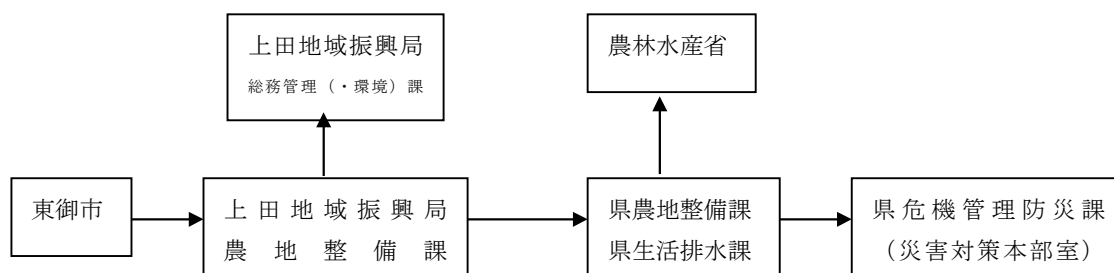 上田地域振興局
総務管理（・環境）課
農林水産省
東御市
上田地域振興局
農地整備課
県農地整備課
県生活排水課
県危機管理防災課
（災害対策本部室）